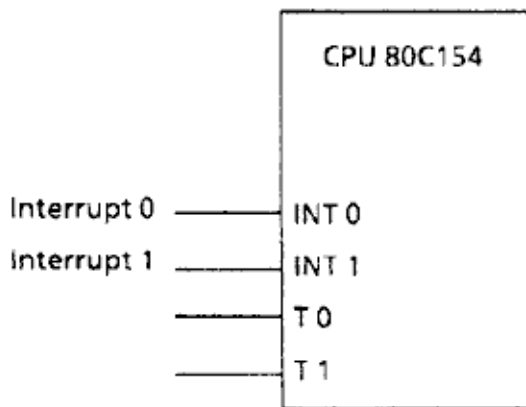 CPU 80C154
Interrupt 0 INT 0
Interrupt 1 INT 1
T 0
T 1